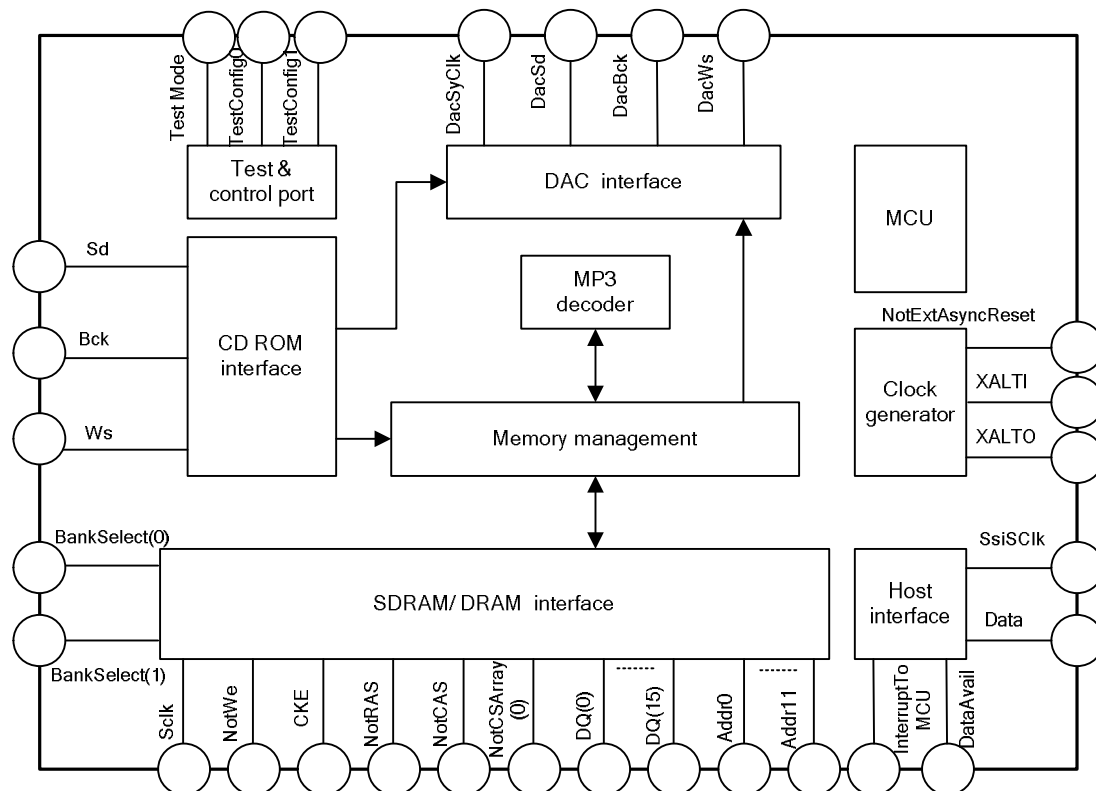 Test Mode
TestConfig0
TestConfig1
DacSyClk
DacSd
DacBck
DacWs
Test &
control port
DAC interface
MCU
Sd
Bck
Ws
CD ROM
interface
MP3
decoder
Memory management
NotExtAsyncReset
XALTI
XALTO
Clock
generator
BankSelect(0)
BankSelect(1)
SDRAM/ DRAM interface
Host
interface
SsiSClk
Data
Sclk
NotWe
CKE
NotRAS
NotCAS
NotCSArray
(0)
DQ(0)
DQ(15)
Addr0
Addr11
InterruptTo
MCU
DataAvail